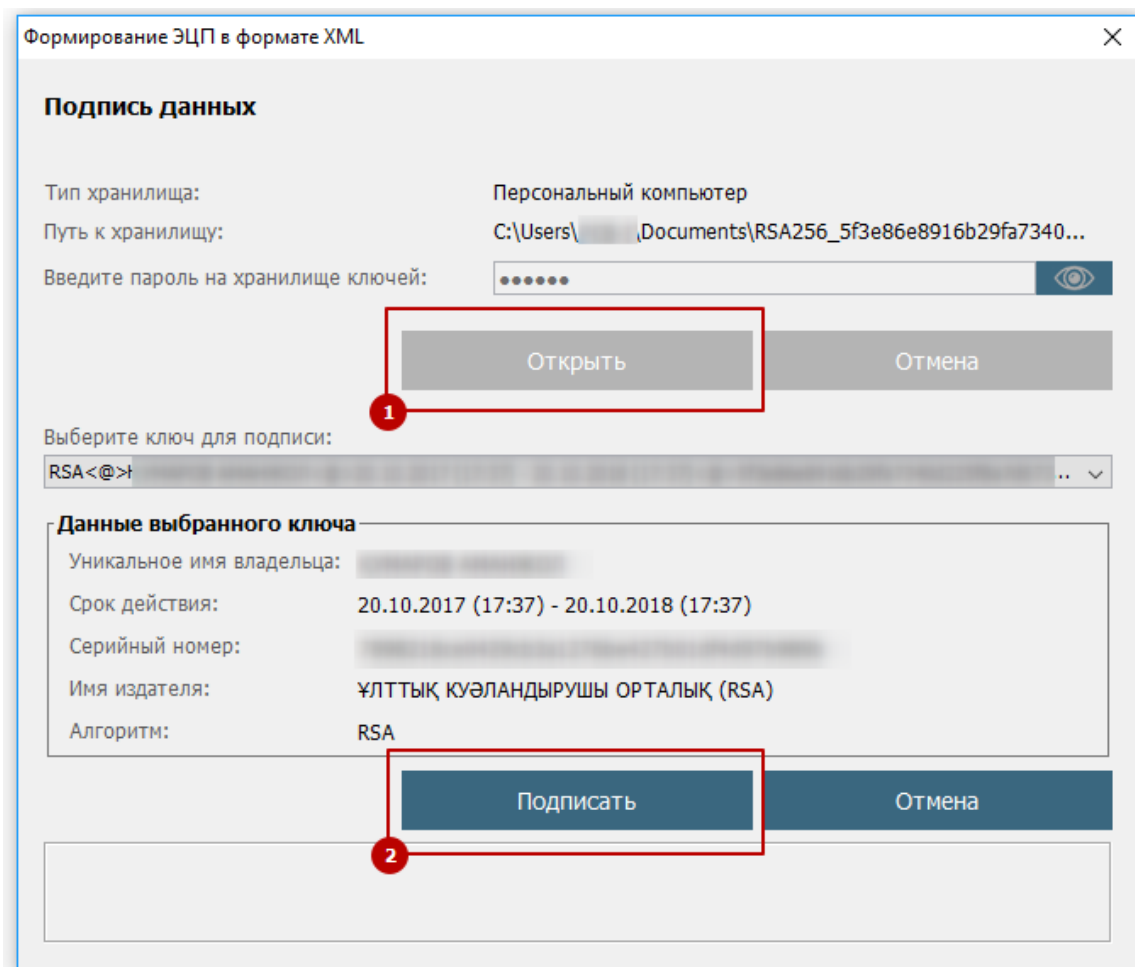 Формирование ЭЦП в формате XML
Подпись данных
Тип хранилища: Персональный компьютер
Путь к хранилищу: C:\Users\ \Documents\RSA256_5f3e86e8916b29fa7340...
Введите пароль на хранилище ключей: ●●●●●●
Открыть Отмена
1
Выберите ключ для подписи:
RSA<@> ..
Данные выбранного ключа
Уникальное имя владельца:
Срок действия: 20.10.2017 (17:37) - 20.10.2018 (17:37)
Серийный номер:
Имя издателя: ҰЛТТЫҚ КУӘЛАНДЫРУШЫ ОРТАЛЫҚ (RSA)
Алгоритм: RSA
Подписать Отмена
2